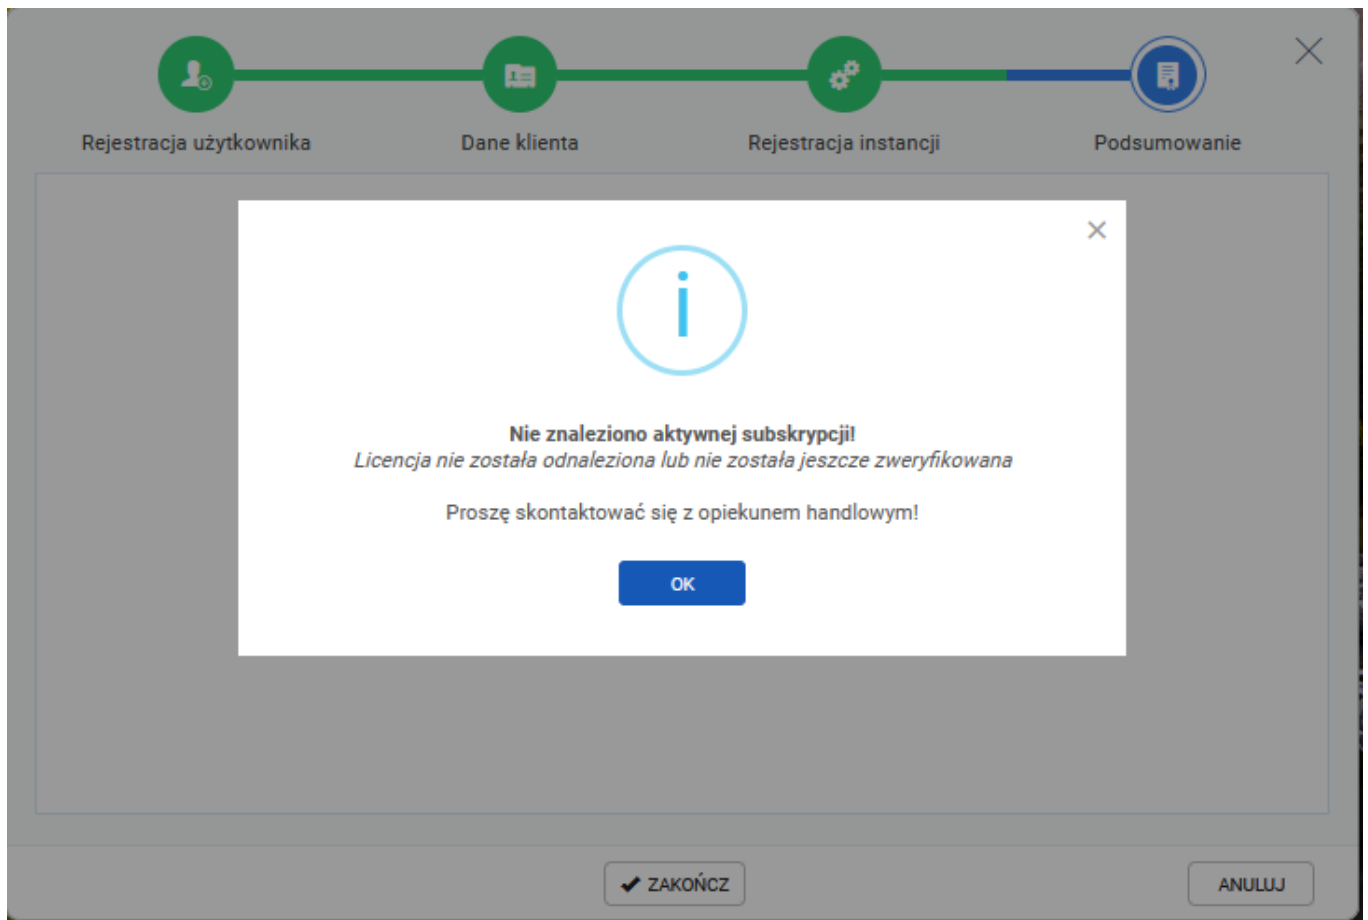 Rejestracja użytkownika
Dane klienta
Rejestracja instancji
Podsumowanie
Nie znaleziono aktywnej subskrypcji!
Licencja nie została odnaleziona lub nie została jeszcze zweryfikowana
Proszę skontaktować się z opiekunem handlowym!
OK
ZAKOŃCZ
ANULUJ